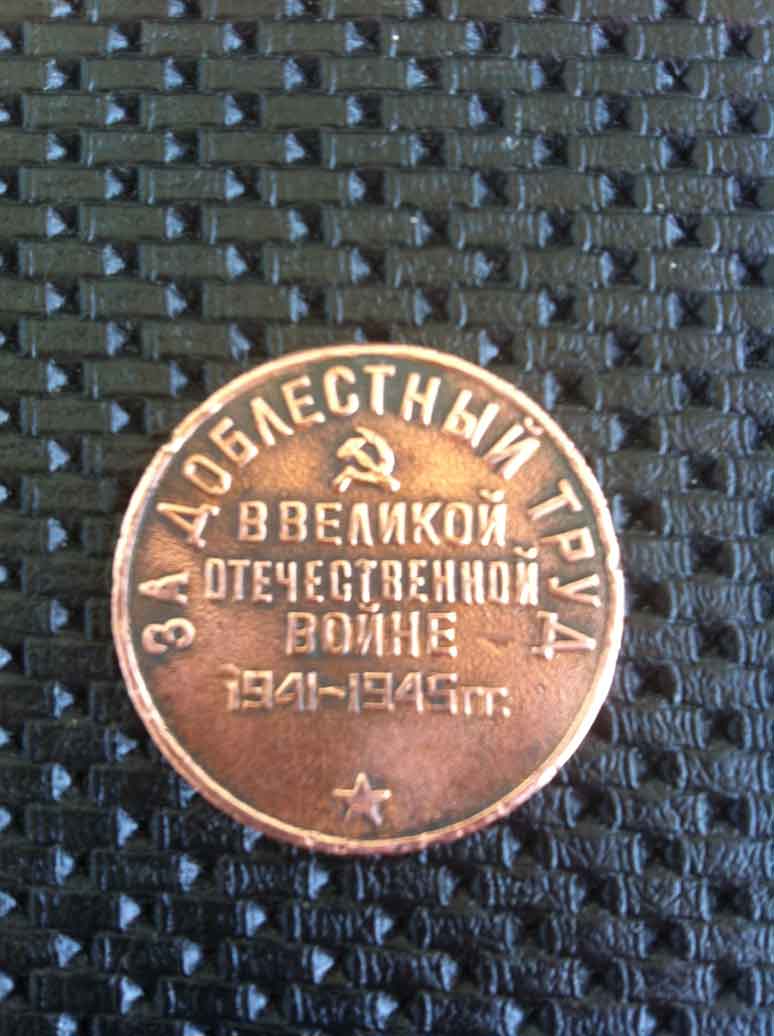 ЗА ДОБЛЕСТНЫЙ ТРУД
В ВЕЛИКОЙ
ОТЕЧЕСТВЕННОЙ
ВОЙНЕ
1941-1945 гг.